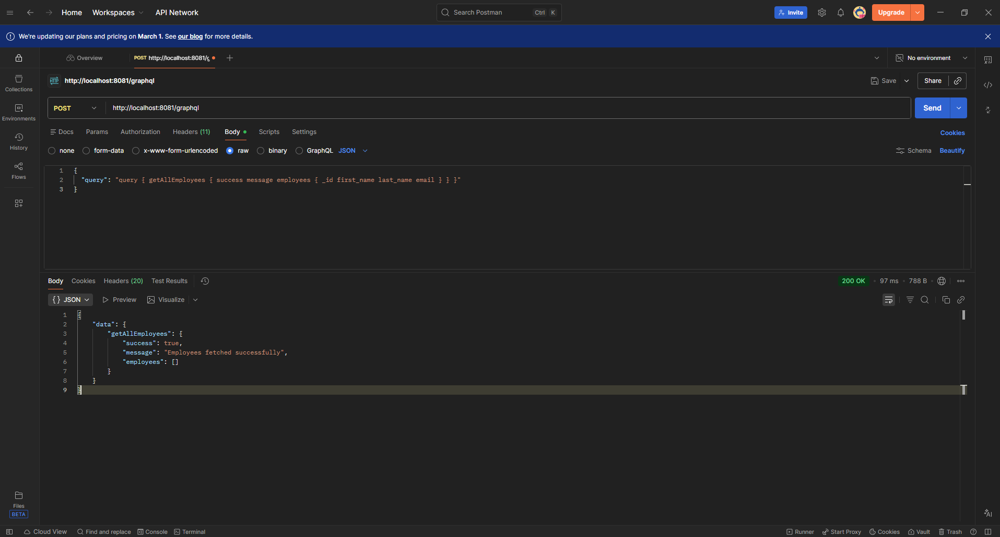 Home Workspaces API Network Search Postman Ctrl K Invite Upgrade
We're updating our plans and pricing on March 1. See our blog for more details.
Overview POST http://localhost:8081/g No environment
HTTP http://localhost:8081/graphql Save Share
Collections
POST http://localhost:8081/graphql Send
Environments
Docs Params Authorization Headers (11) Body Scripts Settings Cookies
History
none form-data x-www-form-urlencoded raw binary GraphQL JSON Schema Beautify
Flows
1 {
2 "query": "query { getAllEmployees { success message employees { _id first_name last_name email } } }"
3 }
Body Cookies Headers (20) Test Results 200 OK • 97 ms • 788 B •
{} JSON Preview Visualize
1 {
2 "data": {
3 "getAllEmployees": {
4 "success": true,
5 "message": "Employees fetched successfully",
6 "employees": []
7 }
8 }
9 }
Files
BETA
AI
Cloud View Find and replace Console Terminal Runner Start Proxy Cookies Vault Trash